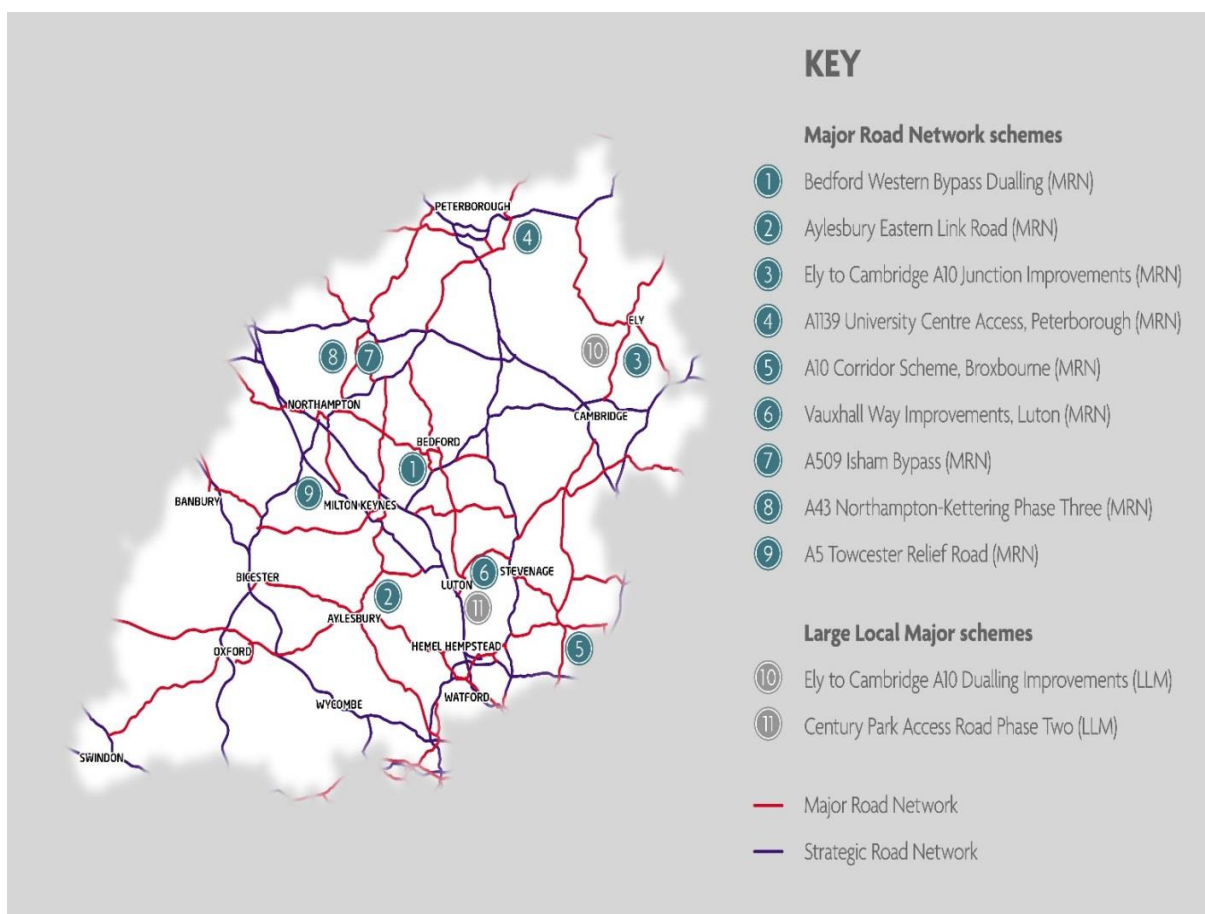 KEY
Major Road Network schemes
1 Bedford Western Bypass Dualling (MRN)
2 Aylesbury Eastern Link Road (MRN)
3 Ely to Cambridge A10 Junction Improvements (MRN)
4 A1139 University Centre Access, Peterborough (MRN)
5 A10 Corridor Scheme, Broxbourne (MRN)
6 Vauxhall Way Improvements, Luton (MRN)
7 A509 Isham Bypass (MRN)
8 A43 Northampton-Kettering Phase Three (MRN)
9 A5 Towcester Relief Road (MRN)
Large Local Major schemes
10 Ely to Cambridge A10 Dualling Improvements (LLM)
11 Century Park Access Road Phase Two (LLM)
Major Road Network
Strategic Road Network
PETERBOROUGH
4
ELY
10
3
8
7
NORTHAMPTON
CAMBRIDGE
BEDFORD
1
9
BANBURY
MILTON KEYNES
BICESTER
6
STEVENAGE
LUTON
2
11
AYLESBURY
OXFORD
HEMEL HEMPSTEAD
5
WATFORD
WYCOMBE
SWINDON